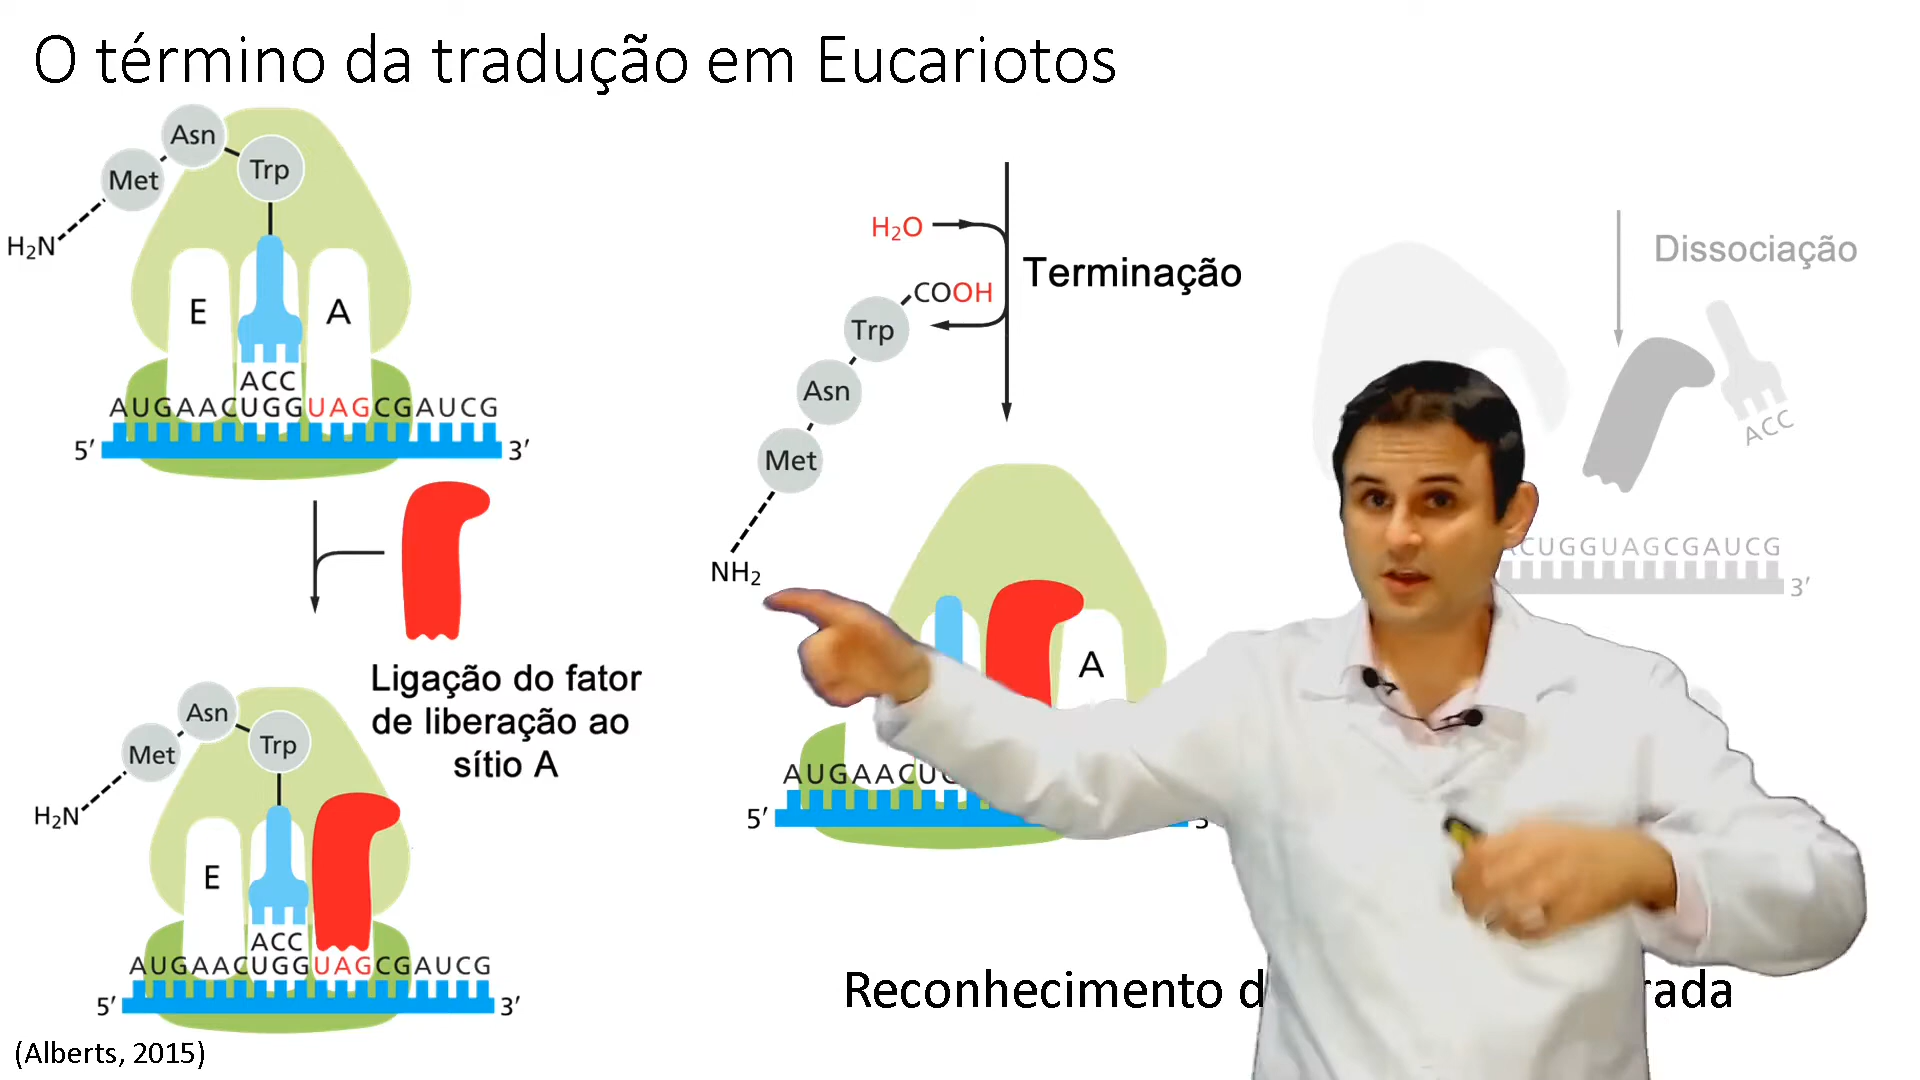 O término da tradução em Eucariotos
Asn
Met
Trp
H₂N
E
A
ACC
AUGAACUGGUAGCGAUCG
5′
3′
Ligação do fator
de liberação ao
sítio A
Asn
Met
Trp
H₂N
E
ACC
AUGAACUGGUAGCGAUCG
5′
3′
(Alberts, 2015)
H₂O
Terminação
COOH
Trp
Asn
Met
NH₂
A
AUGAACU
5′
Reconhecimento
Dissociação
ACC
CUGGUAGCGAUCG
3′